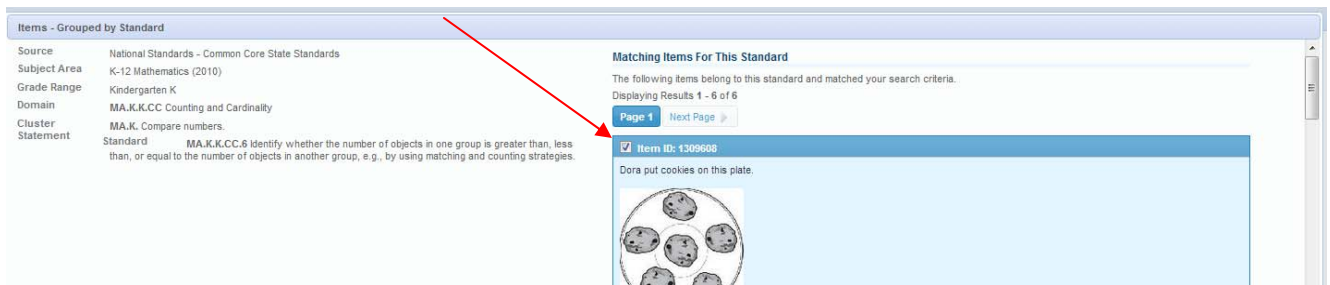 Items - Grouped by Standard
Source National Standards - Common Core State Standards
Subject Area K-12 Mathematics (2010)
Grade Range Kindergarten K
Domain MA.K.K.CC Counting and Cardinality
Cluster Statement MA.K. Compare numbers.
Standard MA.K.K.CC.6 Identify whether the number of objects in one group is greater than, less
than, or equal to the number of objects in another group, e.g., by using matching and counting strategies.
Matching Items For This Standard
The following items belong to this standard and matched your search criteria.
Displaying Results 1 - 6 of 6
Page 1 Next Page
Item ID: 1309608
Dora put cookies on this plate.